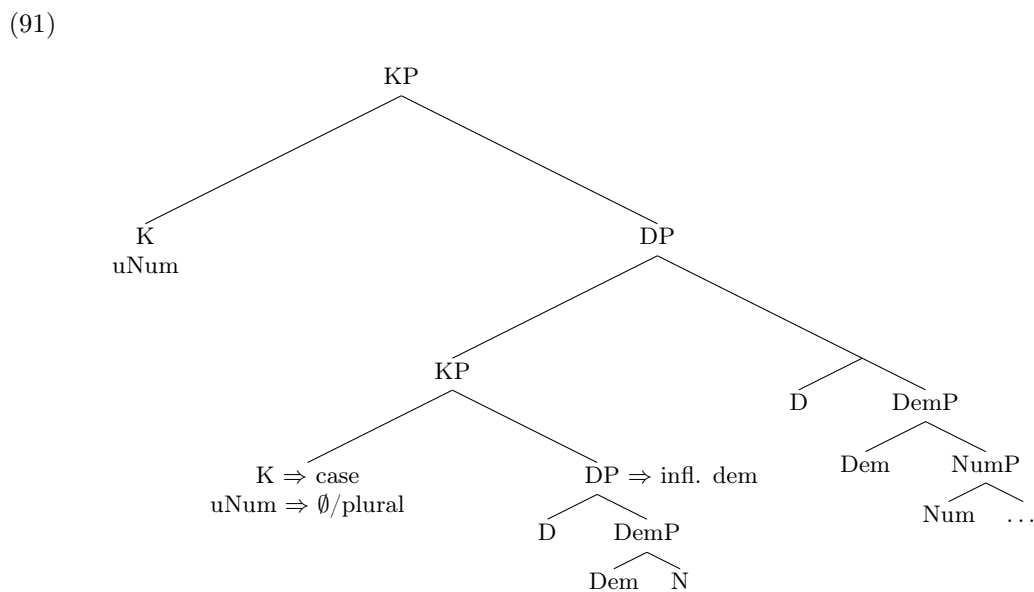 (91)
KP
K
uNum
DP
KP
D
DemP
K ⇒ case
uNum ⇒ ∅/plural
DP ⇒ infl. dem
Dem
NumP
D
DemP
Num
...
Dem
N